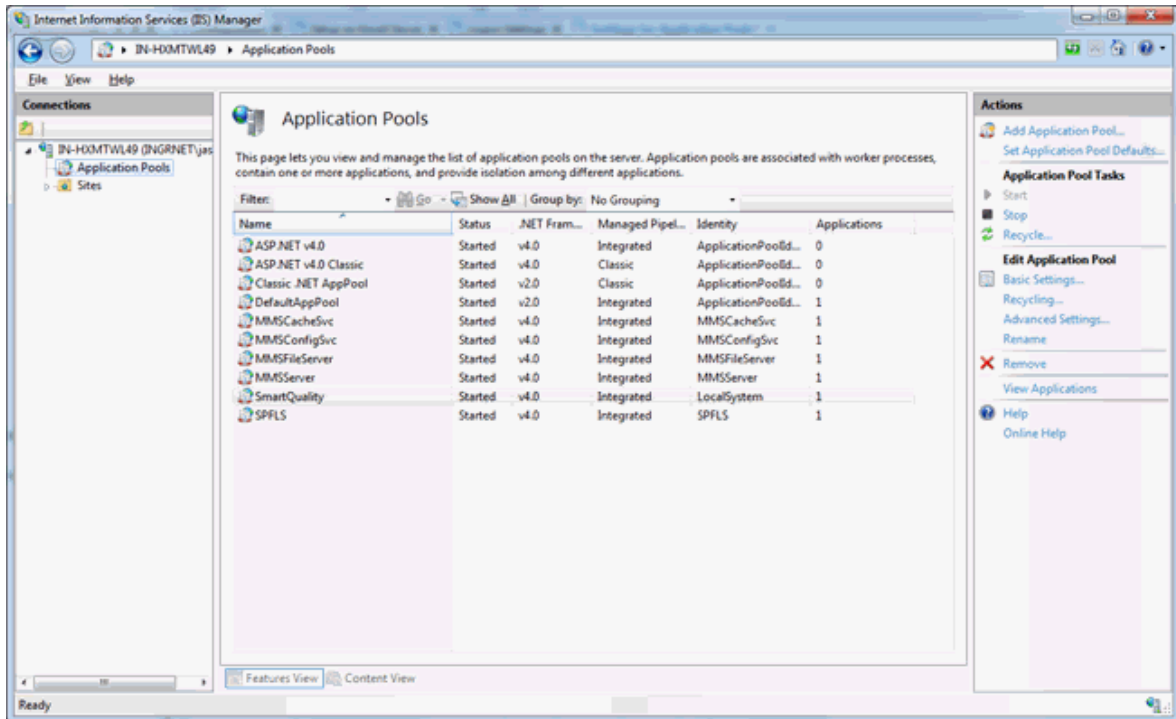 Internet Information Services (IIS) Manager
IN-HXMTWL49 Application Pools
File View Help
Connections
IN-HXMTWL49 (INGRNET\jas
Application Pools
Sites
Application Pools
This page lets you view and manage the list of application pools on the server. Application pools are associated with worker processes,
contain one or more applications, and provide isolation among different applications.
Filter: Go Show All Group by: No Grouping
Name Status .NET Fram... Managed Pipel... Identity Applications
ASP.NET v4.0 Started v4.0 Integrated ApplicationPoolId... 0
ASP.NET v4.0 Classic Started v4.0 Classic ApplicationPoolId... 0
Classic .NET AppPool Started v2.0 Classic ApplicationPoolId... 0
DefaultAppPool Started v2.0 Integrated ApplicationPoolId... 1
MMSCacheSvc Started v4.0 Integrated MMSCacheSvc 1
MMSConfigSvc Started v4.0 Integrated MMSConfigSvc 1
MMSFileServer Started v4.0 Integrated MMSFileServer 1
MMSServer Started v4.0 Integrated MMSServer 1
SmartQuality Started v4.0 Integrated LocalSystem 1
SPFLS Started v4.0 Integrated SPFLS 1
Features View Content View
Actions
Add Application Pool...
Set Application Pool Defaults...
Application Pool Tasks
Start
Stop
Recycle...
Edit Application Pool
Basic Settings...
Recycling...
Advanced Settings...
Rename
Remove
View Applications
Help
Online Help
Ready